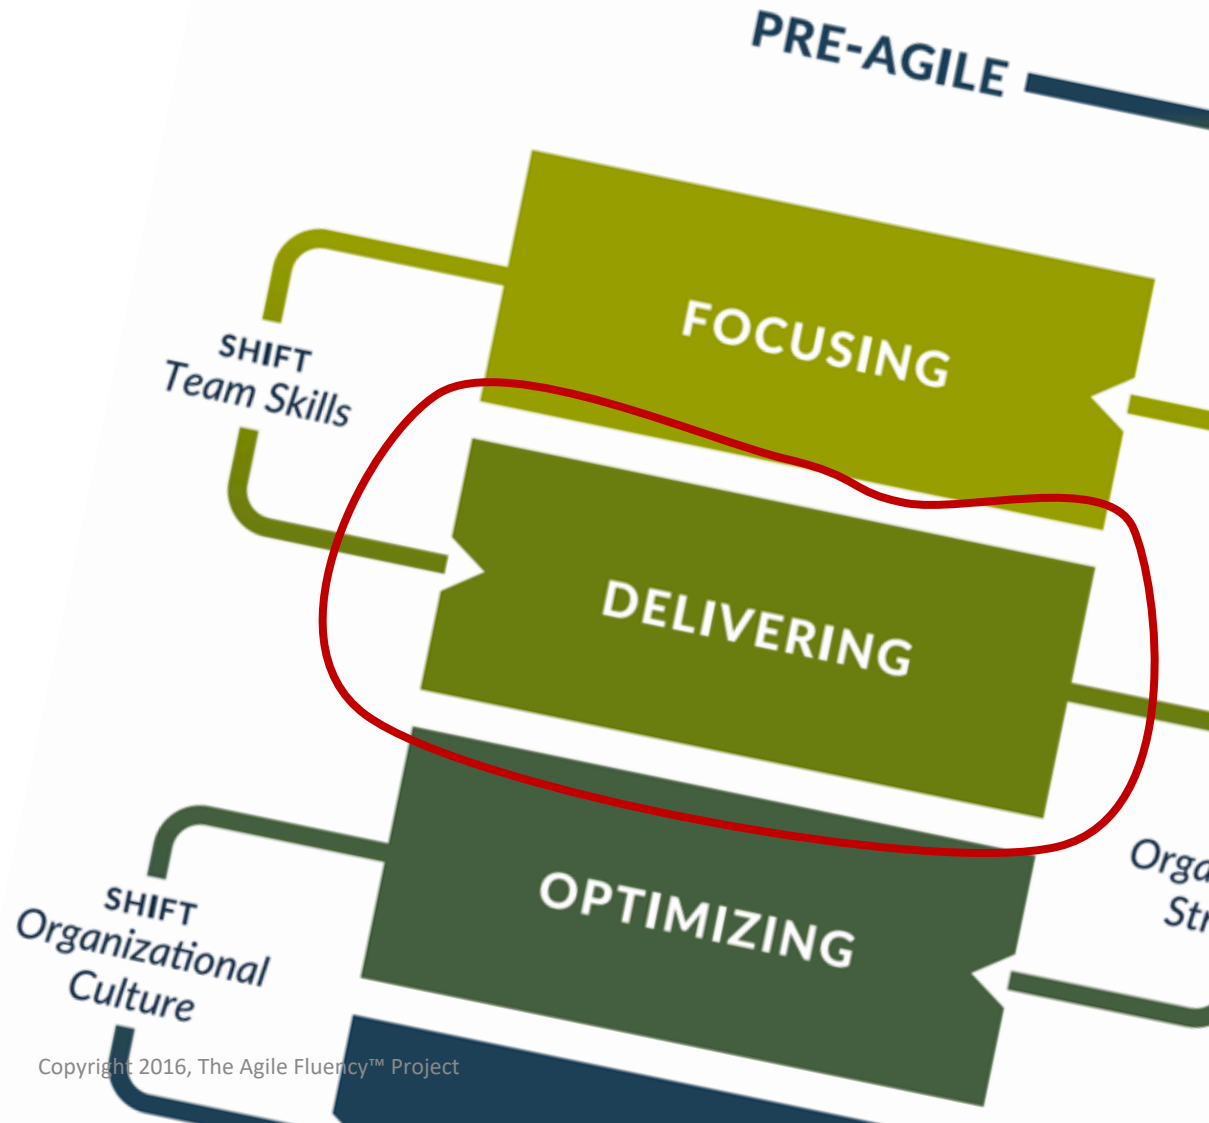 PRE-AGILE
FOCUSING
SHIFT
Team Skills
DELIVERING
OPTIMIZING
SHIFT
Organizational
Culture
Copyright 2016, The Agile Fluency™ Project